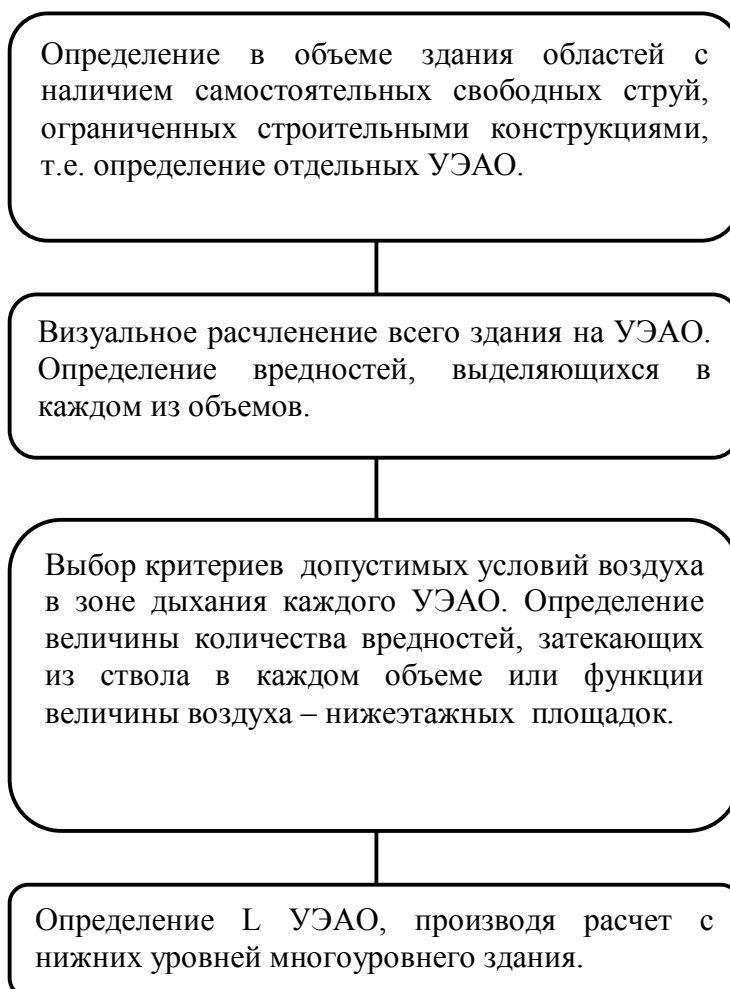 Определение в объеме здания областей с
наличием самостоятельных свободных струй,
ограниченных строительными конструкциями,
т.е. определение отдельных УЭАО.
Визуальное расчленение всего здания на УЭАО.
Определение вредностей, выделяющихся в
каждом из объемов.
Выбор критериев допустимых условий воздуха
в зоне дыхания каждого УЭАО. Определение
величины количества вредностей, затекающих
из ствола в каждом объеме или функции
величины воздуха – нижеэтажных площадок.
Определение L УЭАО, производя расчет с
нижних уровней многоуровнего здания.